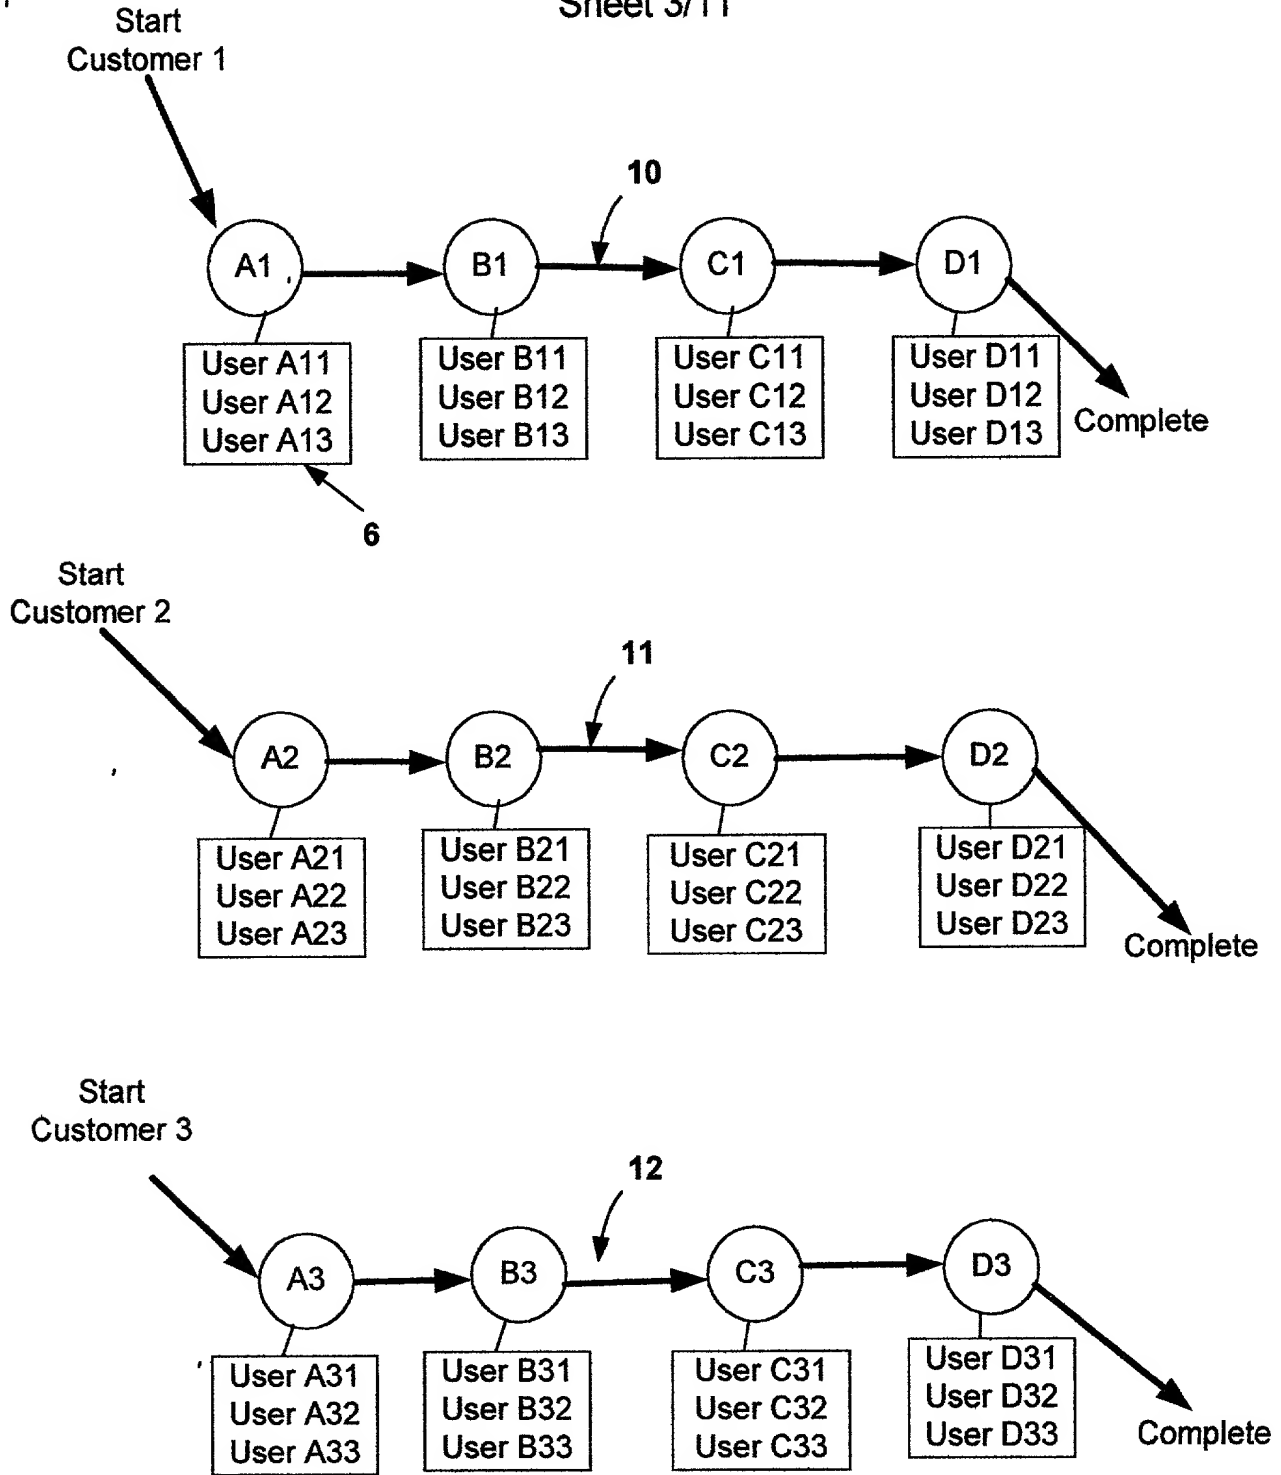 Sheet 3/11
Start
Customer 1
10
A1
B1
C1
D1
User A11
User A12
User A13
User B11
User B12
User B13
User C11
User C12
User C13
User D11
User D12
User D13
Complete
6
Start
Customer 2
11
A2
B2
C2
D2
User A21
User A22
User A23
User B21
User B22
User B23
User C21
User C22
User C23
User D21
User D22
User D23
Complete
Start
Customer 3
12
A3
B3
C3
D3
User A31
User A32
User A33
User B31
User B32
User B33
User C31
User C32
User C33
User D31
User D32
User D33
Complete